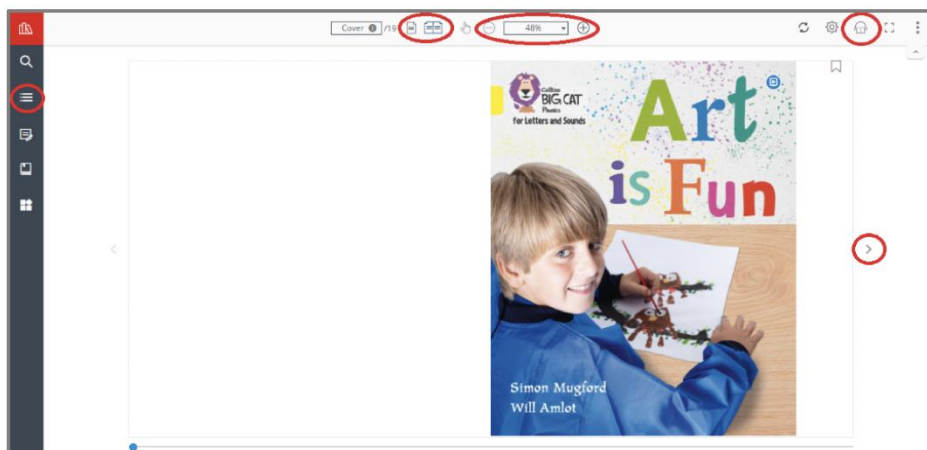 Cover /19
48%
Collins
BIG CAT
Phonics
for Letters and Sounds
Art
is Fun
Simon Mugford
Will Amlot